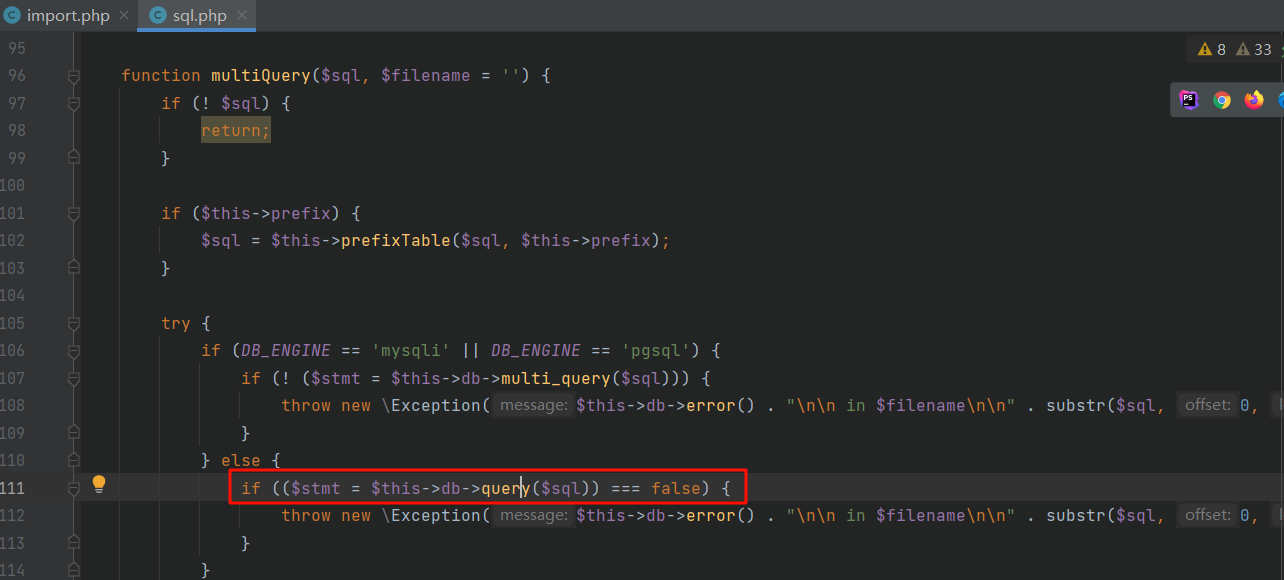 import.php sql.php
95 8 33
96 function multiQuery($sql, $filename = '') {
97 if (! $sql) {
98 return;
99 }
100
101 if ($this->prefix) {
102 $sql = $this->prefixTable($sql, $this->prefix);
103 }
104
105 try {
106 if (DB_ENGINE == 'mysqli' || DB_ENGINE == 'pgsql') {
107 if (! ($stmt = $this->db->multi_query($sql))) {
108 throw new \Exception( message: $this->db->error() . "\n\n in $filename\n\n" . substr($sql, offset: 0,
109 }
110 } else {
111 if (($stmt = $this->db->query($sql)) === false) {
112 throw new \Exception( message: $this->db->error() . "\n\n in $filename\n\n" . substr($sql, offset: 0,
113 }
114 }